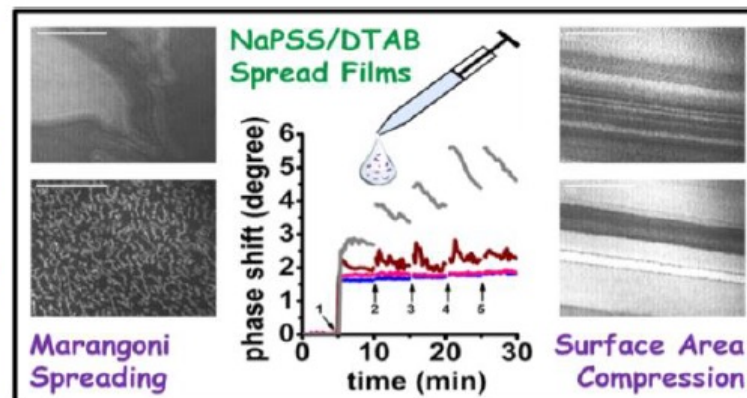 NaPSS/DTAB
Spread Films
phase shift (degree)
6
5
4
3
2
1
0
1
2
3
4
5
0
10
20
30
time (min)
Marangoni
Spreading
Surface Area
Compression